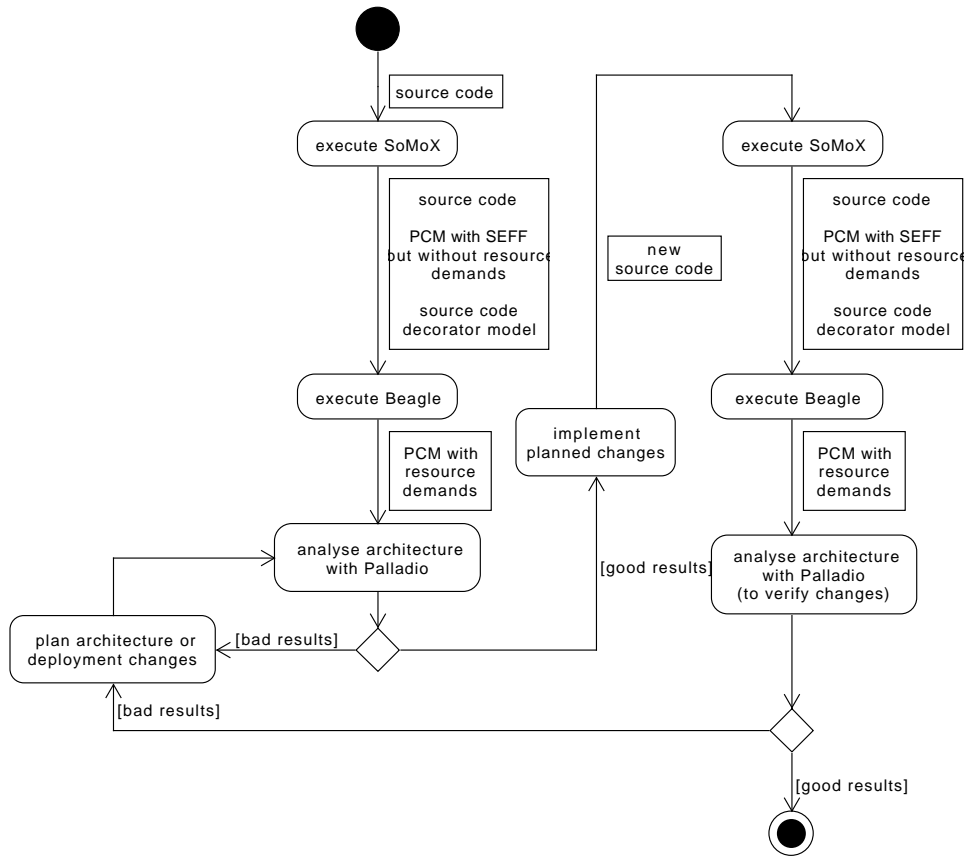 source code
execute SoMoX
source code
PCM with SEFF
but without resource
demands
source code
decorator model
execute Beagle
PCM with
resource
demands
analyse architecture
with Palladio
[bad results]
plan architecture or
deployment changes
[bad results]
[good results]
implement
planned changes
new
source code
execute SoMoX
source code
PCM with SEFF
but without resource
demands
source code
decorator model
execute Beagle
PCM with
resource
demands
analyse architecture
with Palladio
(to verify changes)
[good results]